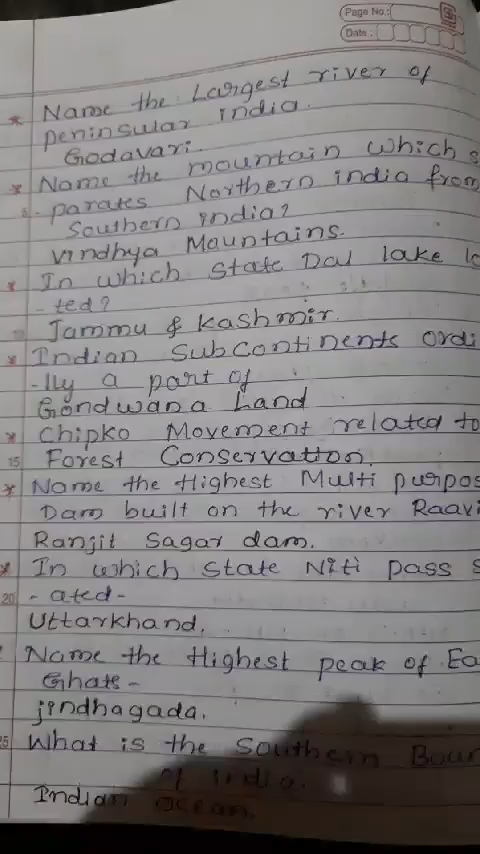 Page No.:
Date:
* Name the Largest river of
peninsular india.
Godavari.
* Name the mountain which s
- parates Northern india from
Southern india?
Vindhya Mountains.
* In which State Dal lake lo
- ted?
Jammu & Kashmir.
* Indian Subcontinents ordi
- lly a part of
Gondwana Land
* Chipko Movement related to
15 Forest Conservation.
* Name the Highest Multi purpos
Dam built on the river Raavi
Ranjit Sagar dam.
* In which State Niti pass s
20 - ated-
Uttarkhand.
Name the Highest peak of Ea
Ghats-
jindhagada.
25 What is the Southern Boun
of india.
Indian Ocean.